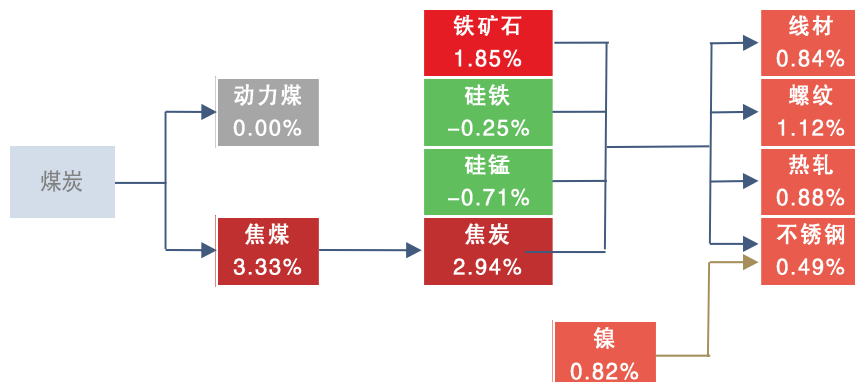 铁矿石
1.85%
线材
0.84%
动力煤
0.00%
硅铁
-0.25%
螺纹
1.12%
煤炭
硅锰
-0.71%
热轧
0.88%
焦煤
3.33%
焦炭
2.94%
不锈钢
0.49%
镍
0.82%